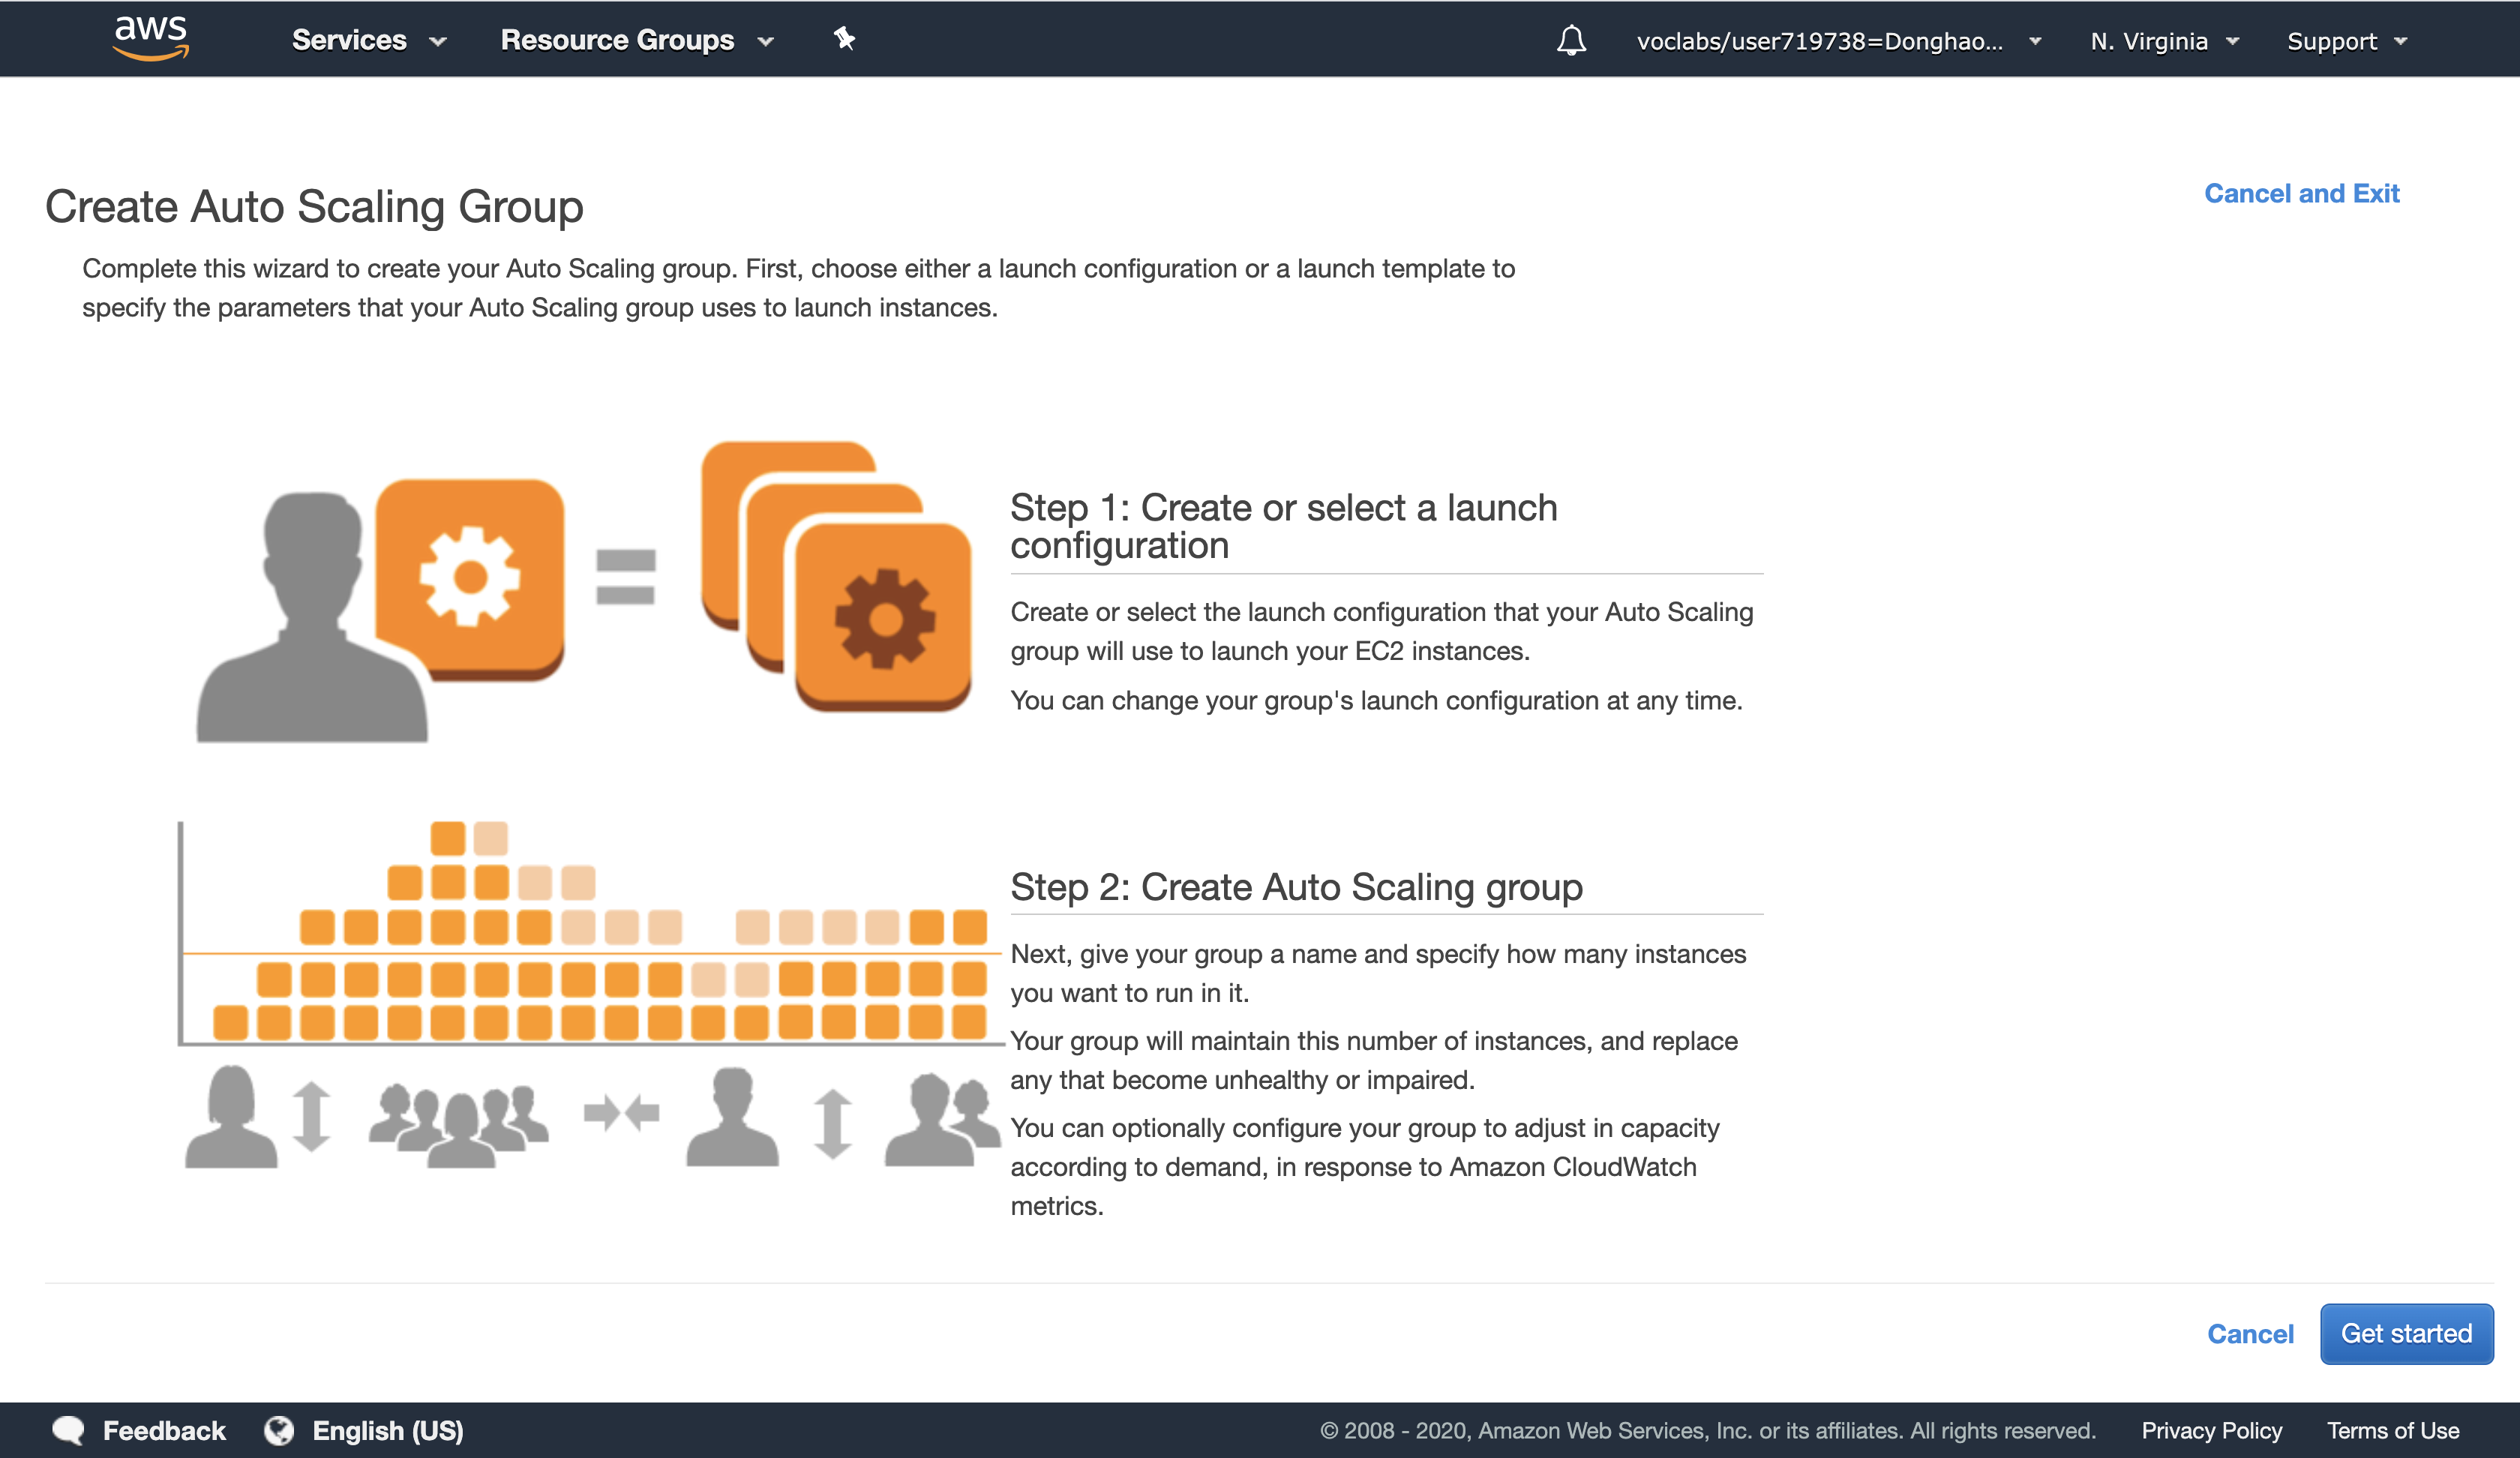 aws
Services
Resource Groups
voclabs/user719738=Donghao...
N. Virginia
Support
Create Auto Scaling Group
Cancel and Exit
Complete this wizard to create your Auto Scaling group. First, choose either a launch configuration or a launch template to
specify the parameters that your Auto Scaling group uses to launch instances.
Step 1: Create or select a launch
configuration
Create or select the launch configuration that your Auto Scaling
group will use to launch your EC2 instances.
You can change your group's launch configuration at any time.
Step 2: Create Auto Scaling group
Next, give your group a name and specify how many instances
you want to run in it.
Your group will maintain this number of instances, and replace
any that become unhealthy or impaired.
You can optionally configure your group to adjust in capacity
according to demand, in response to Amazon CloudWatch
metrics.
Cancel
Get started
Feedback
English (US)
© 2008 - 2020, Amazon Web Services, Inc. or its affiliates. All rights reserved.
Privacy Policy
Terms of Use